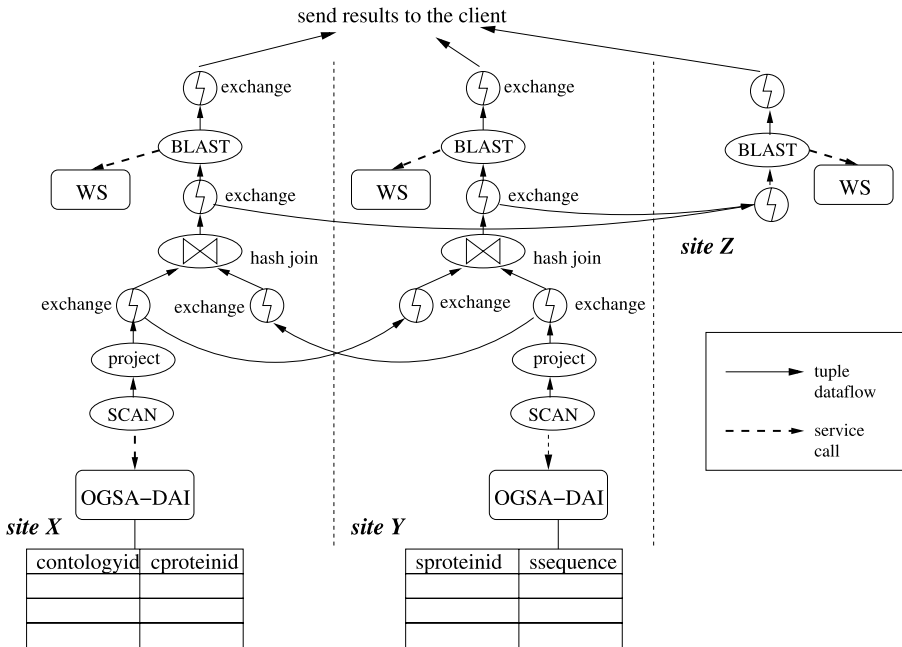 send results to the client
exchange
exchange
BLAST
BLAST
BLAST
WS
WS
WS
exchange
exchange
site Z
hash join
hash join
exchange
exchange
exchange
exchange
project
project
tuple
dataflow
SCAN
SCAN
service
call
OGSA-DAI
OGSA-DAI
site X
site Y
contologyid cproteinid
sproteinid ssequence